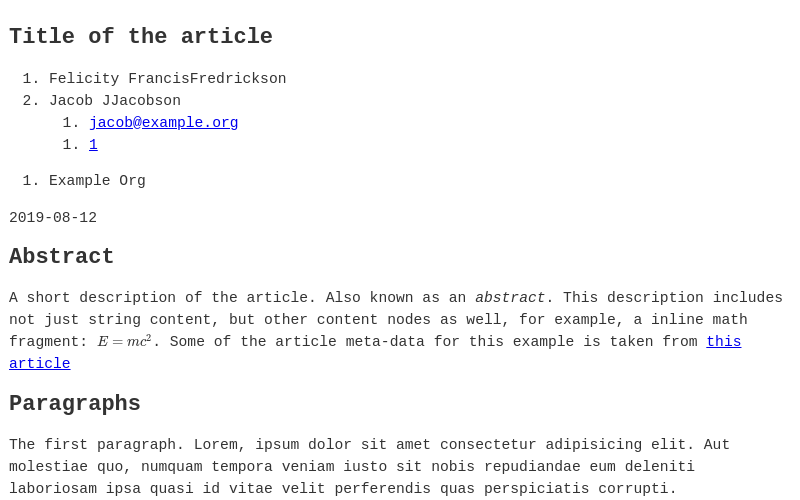 Title of the article
1. Felicity FrancisFredrickson
2. Jacob JJacobson
1. jacob@example.org
1. 1
1. Example Org
2019-08-12
Abstract
A short description of the article. Also known as an abstract. This description includes
not just string content, but other content nodes as well, for example, a inline math
fragment: E = mc². Some of the article meta-data for this example is taken from this
article
Paragraphs
The first paragraph. Lorem, ipsum dolor sit amet consectetur adipisicing elit. Aut
molestiae quo, numquam tempora veniam iusto sit nobis repudiandae eum deleniti
laboriosam ipsa quasi id vitae velit perferendis quas perspiciatis corrupti.